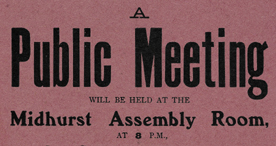 A
Public Meeting
WILL BE HELD AT THE
Midhurst Assembly Room,
AT 8 P.M.,